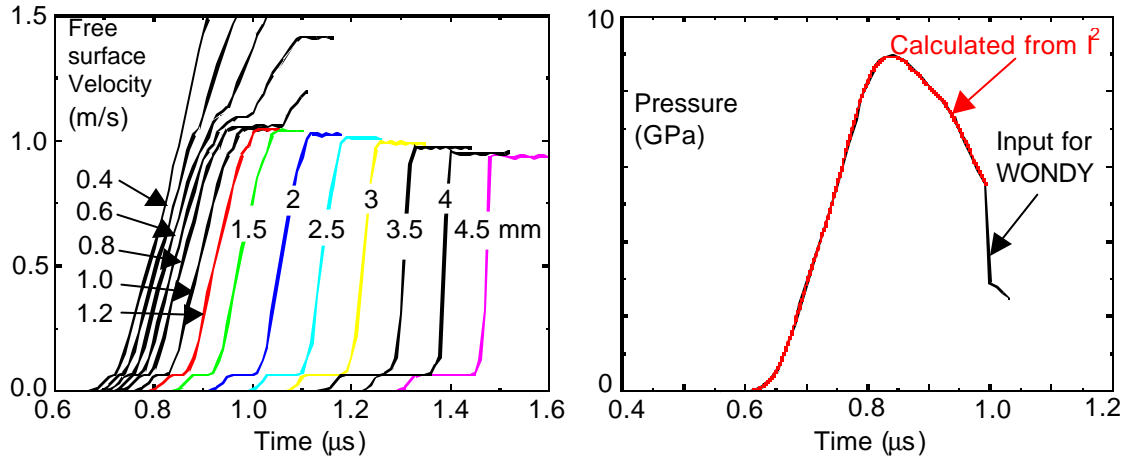 1.5
Free
surface
Velocity
(m/s)
1.0
0.4
0.6
0.8
1.0
1.2
0.5
0.0
1.5
2
2.5
3
3.5
4
4.5 mm
0.6 0.8 1.0 1.2 1.4 1.6
Time (μs)
10
Calculated from I²
Pressure
(GPa)
Input for
WONDY
0
0.4 0.6 0.8 1.0 1.2
Time (μs)